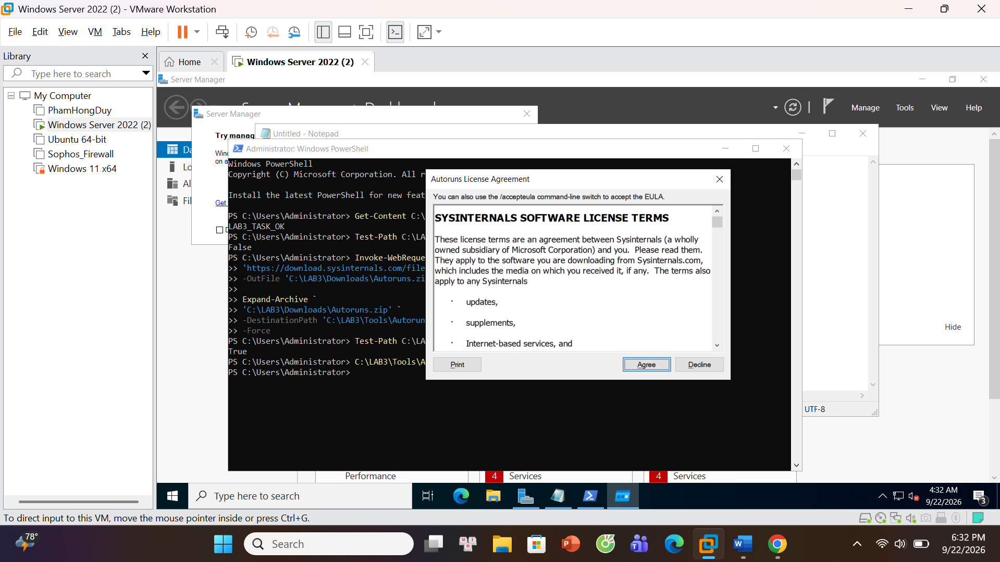 Windows Server 2022 (2) - VMware Workstation
File Edit View VM Tabs Help
Library
Type here to search
My Computer
PhamHongDuy
Windows Server 2022 (2)
Ubuntu 64-bit
Sophos_Firewall
Windows 11 x64
Home
Windows Server 2022 (2)
Server Manager
Manage Tools View Help
Server Manager
Try manag
Get
Untitled - Notepad
UTF-8
Hide
Administrator: Windows PowerShell
Windows PowerShell
Copyright (C) Microsoft Corporation. All r
Install the latest PowerShell for new feat
PS C:\Users\Administrator> Get-Content C:\
LAB3_TASK_OK
PS C:\Users\Administrator> Test-Path C:\LA
False
PS C:\Users\Administrator> Invoke-WebReque
>> 'https://download.sysinternals.com/file
>> -OutFile 'C:\LAB3\Downloads\Autoruns.zi
>>
>> Expand-Archive `
>> 'C:\LAB3\Downloads\Autoruns.zip' `
>> -DestinationPath 'C:\LAB3\Tools\Autorun
>> -Force
PS C:\Users\Administrator> Test-Path C:\LA
True
PS C:\Users\Administrator> C:\LAB3\Tools\A
PS C:\Users\Administrator>
Autoruns License Agreement
You can also use the /accepteula command-line switch to accept the EULA.
SYSINTERNALS SOFTWARE LICENSE TERMS
These license terms are an agreement between Sysinternals (a wholly
owned subsidiary of Microsoft Corporation) and you. Please read them.
They apply to the software you are downloading from Sysinternals.com,
which includes the media on which you received it, if any. The terms also
apply to any Sysinternals
· updates,
· supplements,
· Internet-based services, and
Print Agree Decline
Performance
4 Services
4 Services
Type here to search
4:32 AM
9/22/2026
3
To direct input to this VM, move the mouse pointer inside or press Ctrl+G.
78°
Search
6:32 PM
9/22/2026